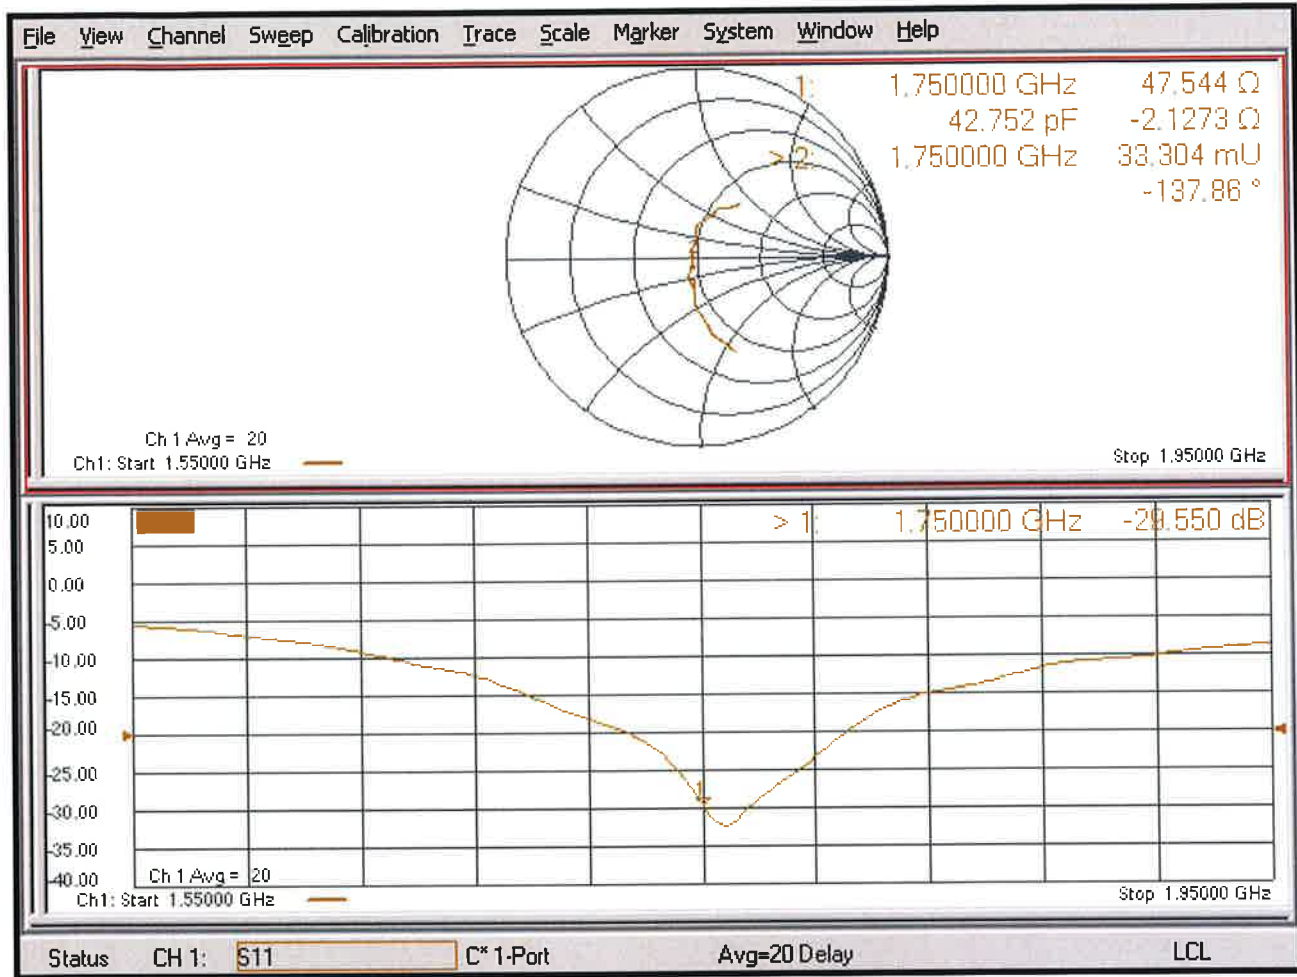 File View Channel Sweep Calibration Trace Scale Marker System Window Help
1: 1.750000 GHz 47.544 Ω
42.752 pF -2.1273 Ω
> 2: 1.750000 GHz 33.304 mU
-137.86 °
Ch 1 Avg = 20
Ch1: Start 1.55000 GHz
Stop 1.95000 GHz
10.00
> 1: 1.750000 GHz -29.550 dB
5.00
0.00
-5.00
-10.00
-15.00
-20.00
-25.00
1
-30.00
-35.00
-40.00
Ch 1 Avg = 20
Ch1: Start 1.55000 GHz
Stop 1.95000 GHz
Status CH 1: S11 C* 1-Port Avg=20 Delay LCL